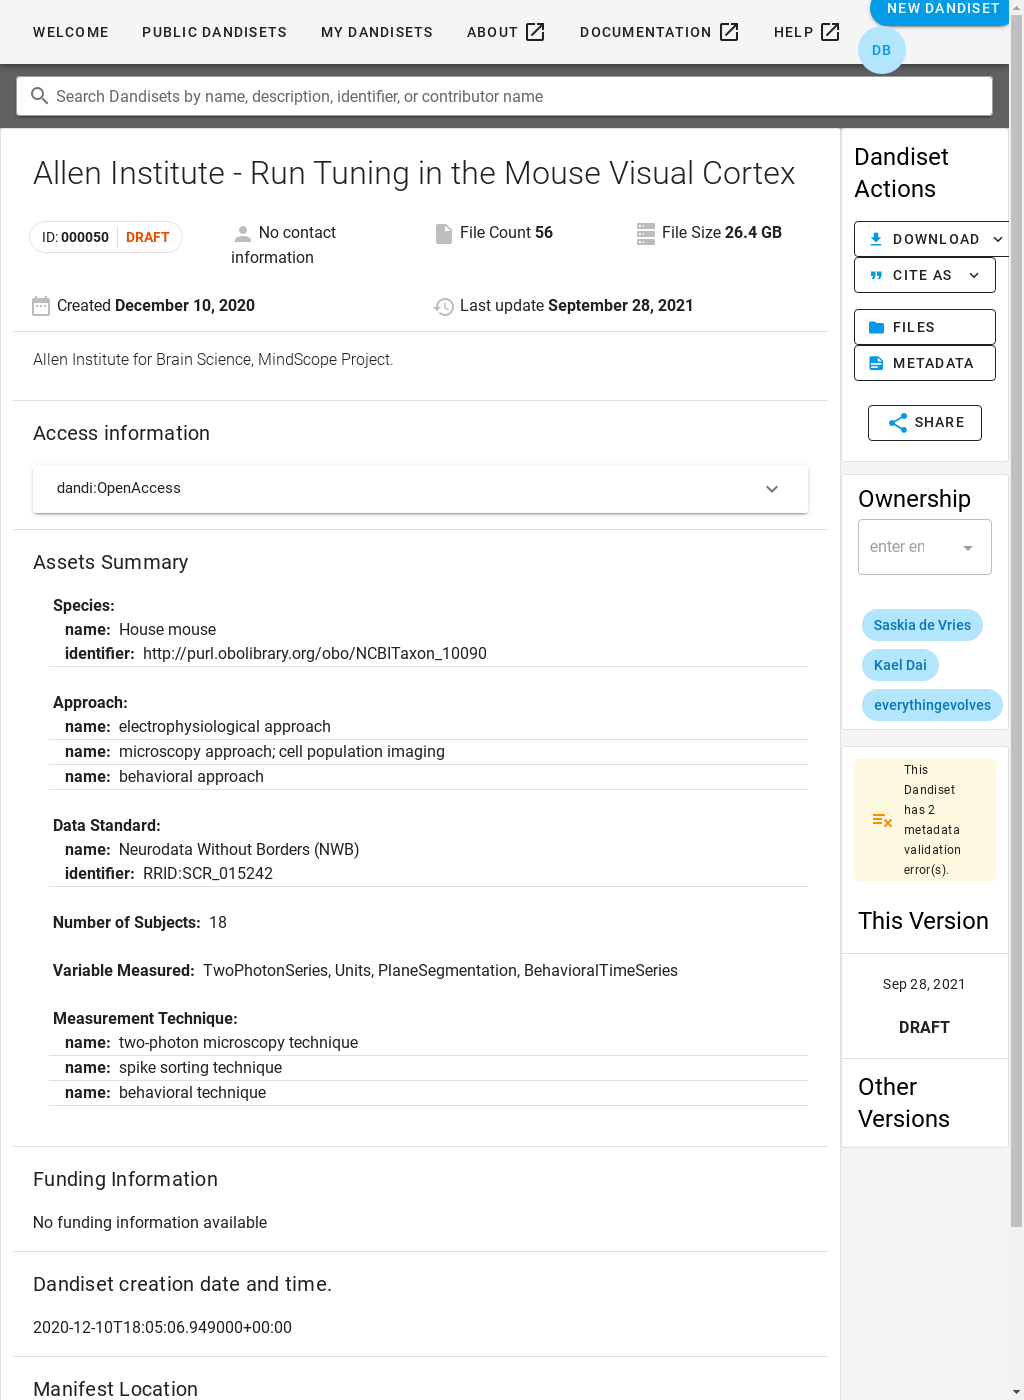 WELCOME
PUBLIC DANDISETS
MY DANDISETS
ABOUT
DOCUMENTATION
HELP
NEW DANDISET
DB
Search Dandisets by name, description, identifier, or contributor name
Allen Institute - Run Tuning in the Mouse Visual Cortex
ID: 000050 DRAFT
No contact
information
File Count 56
File Size 26.4 GB
Created December 10, 2020
Last update September 28, 2021
Allen Institute for Brain Science, MindScope Project.
Access information
dandi:OpenAccess
Assets Summary
Species:
name: House mouse
identifier: http://purl.obolibrary.org/obo/NCBITaxon_10090
Approach:
name: electrophysiological approach
name: microscopy approach; cell population imaging
name: behavioral approach
Data Standard:
name: Neurodata Without Borders (NWB)
identifier: RRID:SCR_015242
Number of Subjects: 18
Variable Measured: TwoPhotonSeries, Units, PlaneSegmentation, BehavioralTimeSeries
Measurement Technique:
name: two-photon microscopy technique
name: spike sorting technique
name: behavioral technique
Funding Information
No funding information available
Dandiset creation date and time.
2020-12-10T18:05:06.949000+00:00
Manifest Location
Dandiset
Actions
DOWNLOAD
CITE AS
FILES
METADATA
SHARE
Ownership
enter en
Saskia de Vries
Kael Dai
everythingevolves
This
Dandiset
has 2
metadata
validation
error(s).
This Version
Sep 28, 2021
DRAFT
Other
Versions